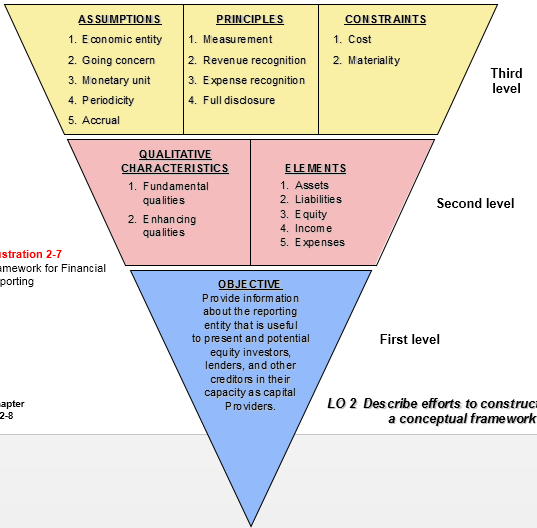 ASSUMPTIONS
1. Economic entity
2. Going concern
3. Monetary unit
4. Periodicity
5. Accrual
PRINCIPLES
1. Measurement
2. Revenue recognition
3. Expense recognition
4. Full disclosure
CONSTRAINTS
1. Cost
2. Materiality
Third
level
QUALITATIVE
CHARACTERISTICS
1. Fundamental
qualities
2. Enhancing
qualities
ELEMENTS
1. Assets
2. Liabilities
3. Equity
4. Income
5. Expenses
Second level
ustration 2-7
amework for Financial
porting
OBJECTIVE
Provide information
about the reporting
entity that is useful
to present and potential
equity investors,
lenders, and other
creditors in their
capacity as capital
Providers.
First level
apter
2-8
LO 2 Describe efforts to construct
a conceptual framework